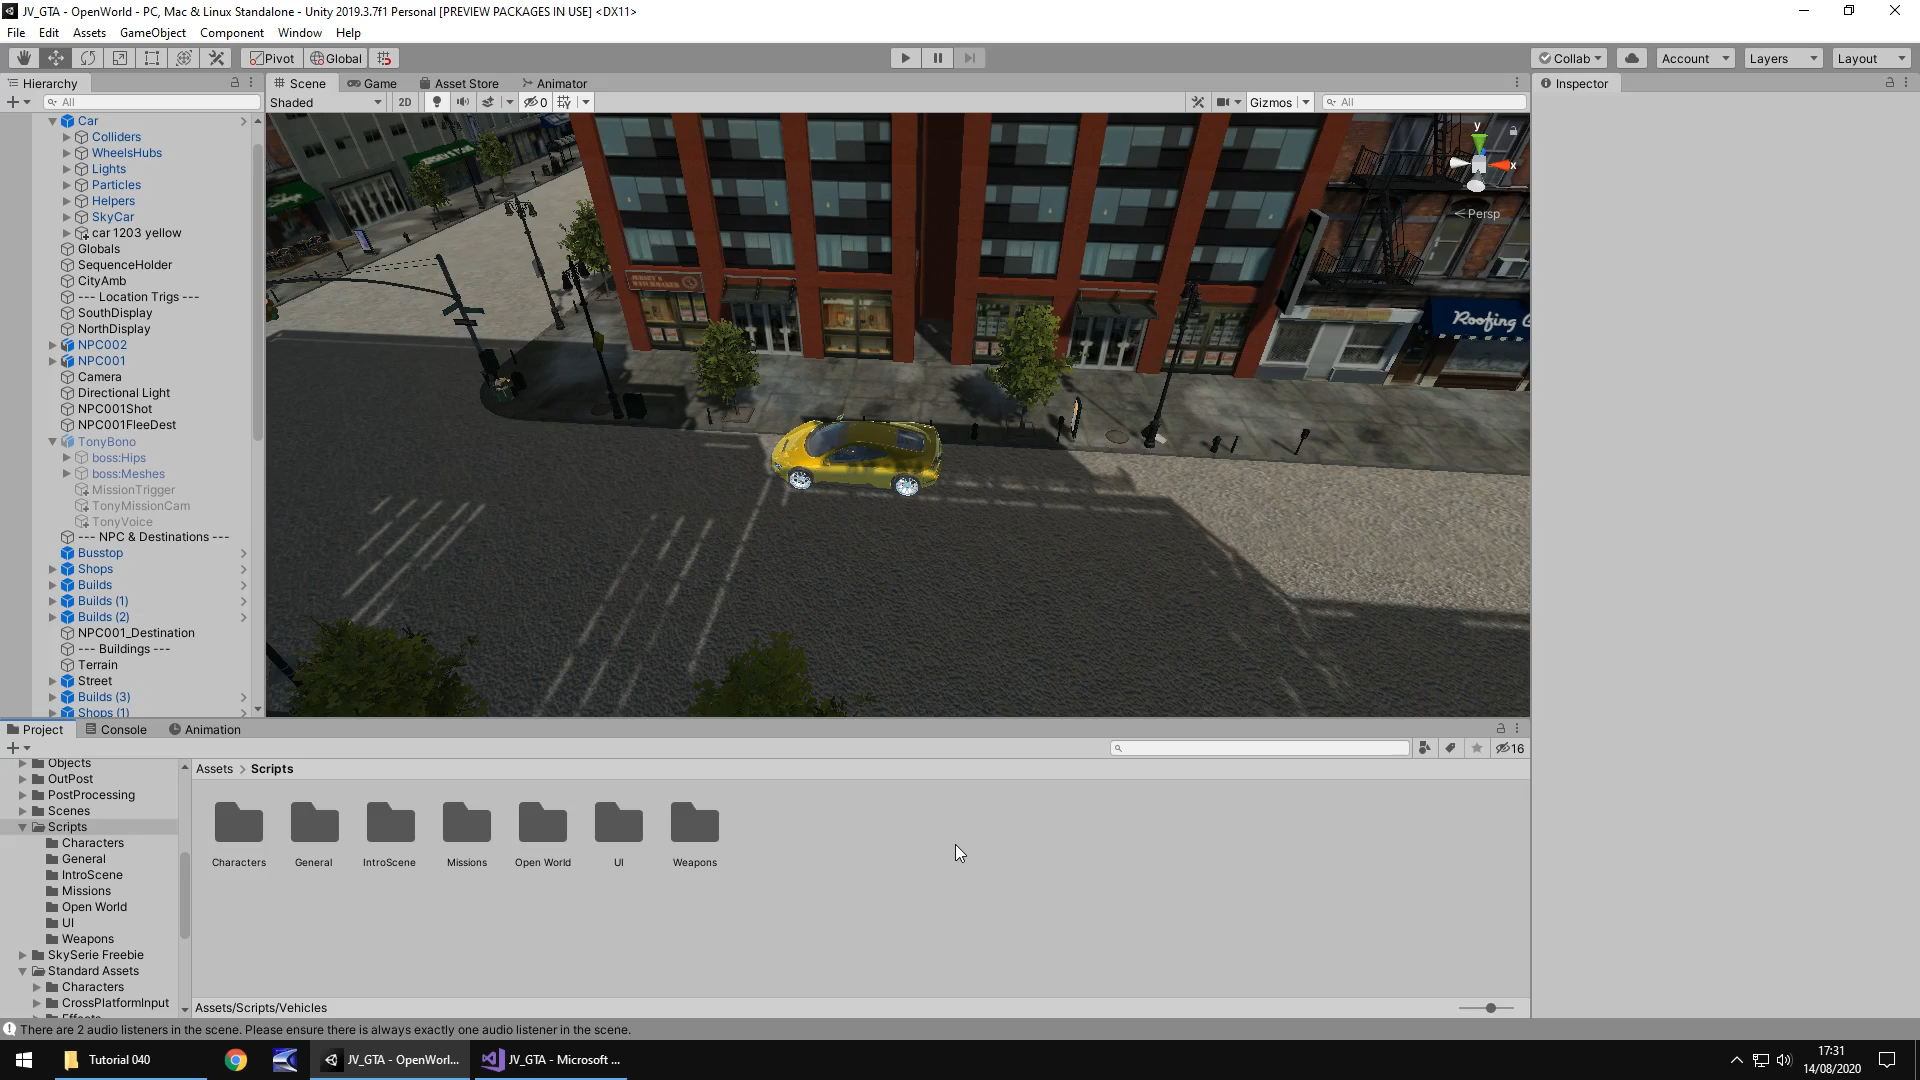 JV_GTA - OpenWorld - PC, Mac & Linux Standalone - Unity 2019.3.7f1 Personal [PREVIEW PACKAGES IN USE] <DX11>
File Edit Assets GameObject Component Window Help
Pivot Global Collab Account Layers Layout
Hierarchy Scene Game Asset Store Animator Inspector
All Shaded 2D 0 Gizmos All
Car
Colliders
WheelsHubs
Lights
Particles
Helpers
SkyCar
car 1203 yellow
Globals
SequenceHolder
CityAmb
--- Location Trigs ---
SouthDisplay
NorthDisplay
NPC002
NPC001
Camera
Directional Light
NPC001Shot
NPC001FleeDest
TonyBono
boss:Hips
boss:Meshes
MissionTrigger
TonyMissionCam
TonyVoice
--- NPC & Destinations ---
Busstop
Shops
Builds
Builds (1)
Builds (2)
NPC001_Destination
--- Buildings ---
Terrain
Street
Builds (3)
Shops (1)
y
x
Persp
Roofing
Project Console Animation
16
Objects
OutPost
PostProcessing
Scenes
Scripts
Characters
General
IntroScene
Missions
Open World
UI
Weapons
SkySerie Freebie
Standard Assets
Characters
CrossPlatformInput
Effects
Assets > Scripts
Characters General IntroScene Missions Open World UI Weapons
Assets/Scripts/Vehicles
There are 2 audio listeners in the scene. Please ensure there is always exactly one audio listener in the scene.
Tutorial 040 JV_GTA - OpenWorl... JV_GTA - Microsoft ...
17:31
14/08/2020